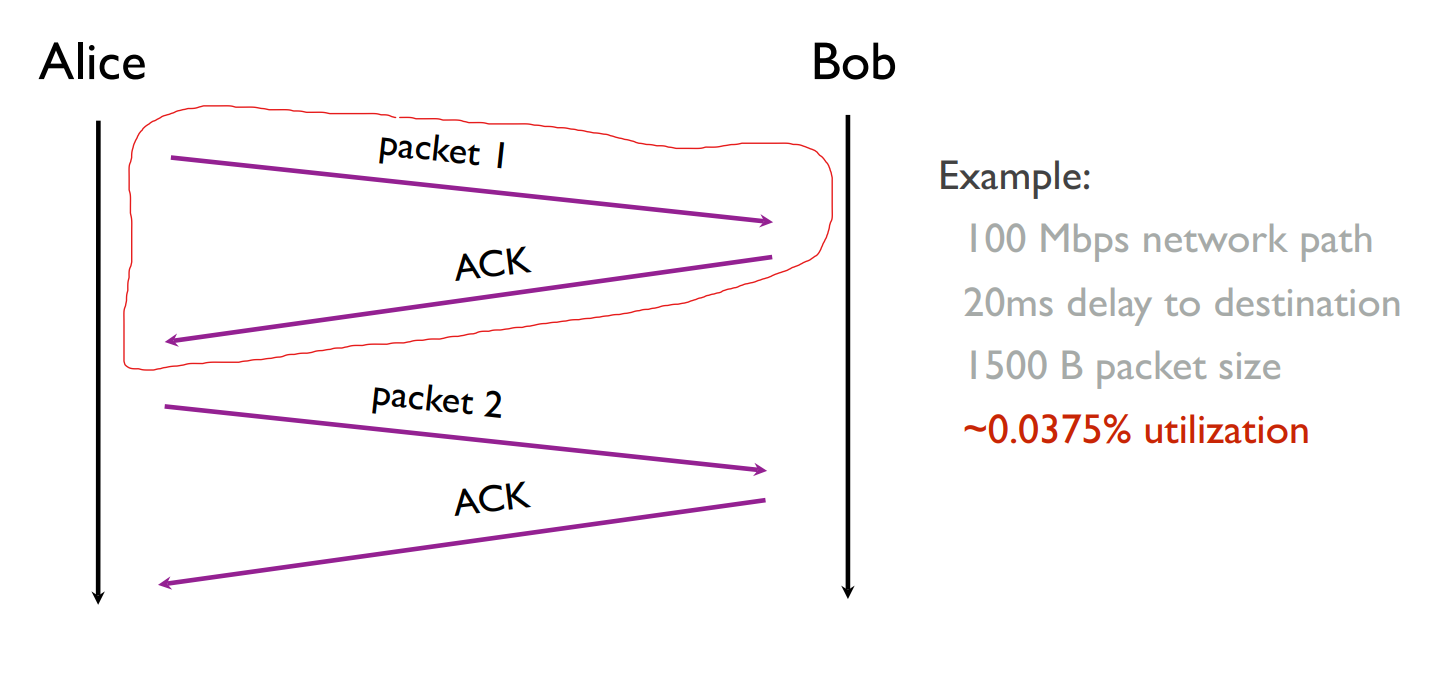 Alice
Bob
packet 1
ACK
packet 2
ACK
Example:
100 Mbps network path
20ms delay to destination
1500 B packet size
~0.0375% utilization